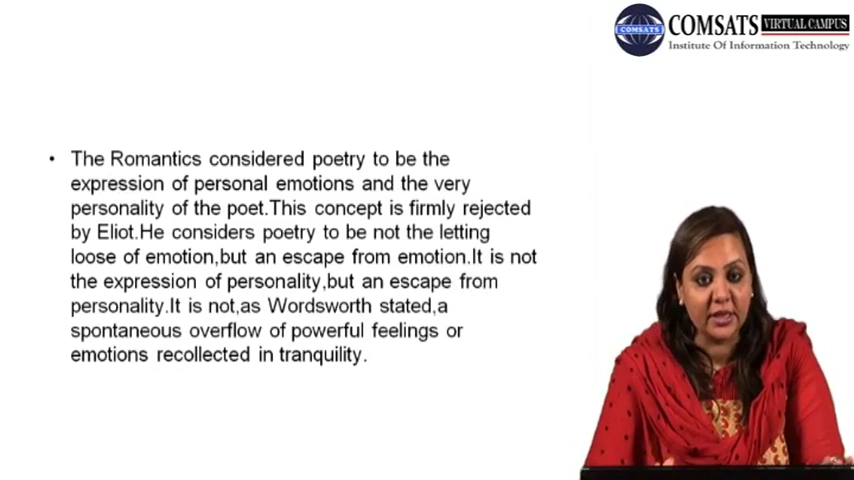 COMSATS
COMSATS VIRTUAL CAMPUS
Institute Of Information Technology
• The Romantics considered poetry to be the
expression of personal emotions and the very
personality of the poet.This concept is firmly rejected
by Eliot.He considers poetry to be not the letting
loose of emotion,but an escape from emotion.It is not
the expression of personality,but an escape from
personality.It is not,as Wordsworth stated,a
spontaneous overflow of powerful feelings or
emotions recollected in tranquility.